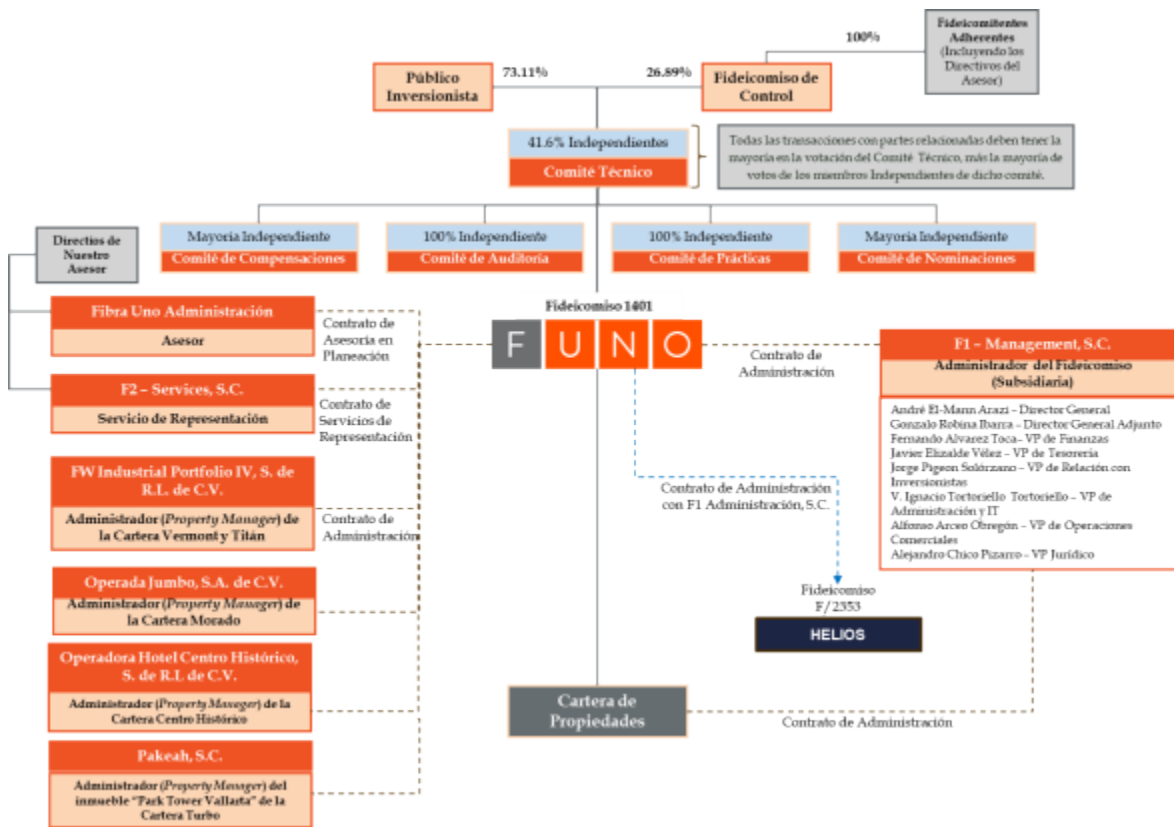 Fideicomitentes
Adherentes
(Incluyendo los
Directivos del
Asesor)
100%
Público
Inversionista
73.11%
26.89%
Fideicomiso de
Control
41.6% Independientes
Comité Técnico
Todas las transacciones con partes relacionadas deben tener la
mayoría en la votación del Comité Técnico, más la mayoría de
votos de los miembros Independientes de dicho comité.
Directios de
Nuestro
Asesor
Mayoría Independiente
Comité de Compensaciones
100% Independiente
Comité de Auditoría
100% Independiente
Comité de Prácticas
Mayoría Independiente
Comité de Nominaciones
Fideicomiso 1401
FUNO
Fibra Uno Administración
Asesor
Contrato de
Asesoría en
Planeación
F2 – Services, S.C.
Servicio de Representación
Contrato de
Servicios de
Representación
FW Industrial Portfolio IV, S. de
R.L. de C.V.
Administrador (Property Manager) de
la Cartera Vermont y Titán
Contrato de
Administración
Operada Jumbo, S.A. de C.V.
Administrador (Property Manager) de
la Cartera Morado
Operadora Hotel Centro Histórico,
S. de R.L de C.V.
Administrador (Property Manager) de la
Cartera Centro Histórico
Pakeah, S.C.
Administrador (Property Manager) del
inmueble "Park Tower Vallarta" de la
Cartera Turbo
Contrato de
Administración
F1 – Management, S.C.
Administrador del Fideicomiso
(Subsidiaria)
André El-Mann Arazi – Director General
Gonzalo Robina Ibarra – Director General Adjunto
Fernando Alvarez Toca– VP de Finanzas
Javier Elizalde Vélez – VP de Tesorería
Jorge Pigeon Solórzano – VP de Relación con
Inversionistas
V. Ignacio Tortoriello Tortoriello – VP de
Administración y IT
Alfonso Arceo Obregón – VP de Operaciones
Comerciales
Alejandro Chico Pizarro – VP Jurídico
Contrato de Administración
con F1 Administración, S.C.
Fideicomiso
F/2353
HELIOS
Cartera de
Propiedades
Contrato de Administración